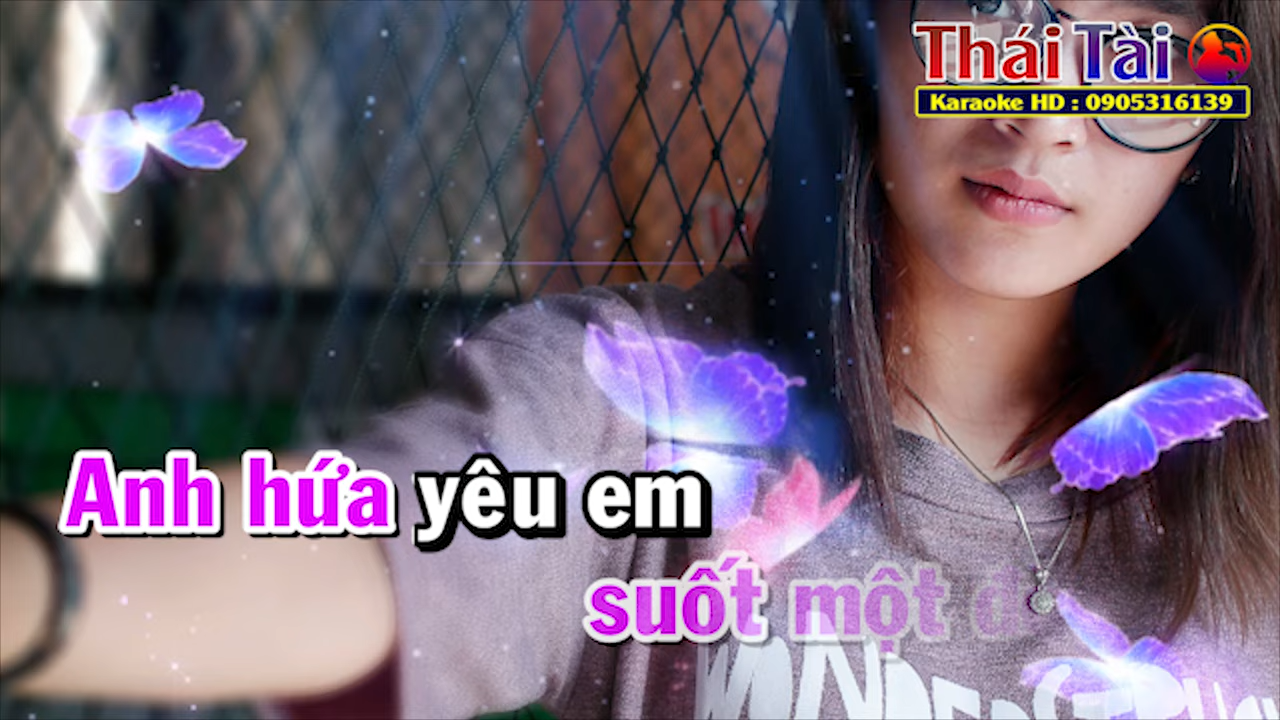 Thái Tài
Karaoke HD : 0905316139
Anh hứa yêu em
suốt một đ